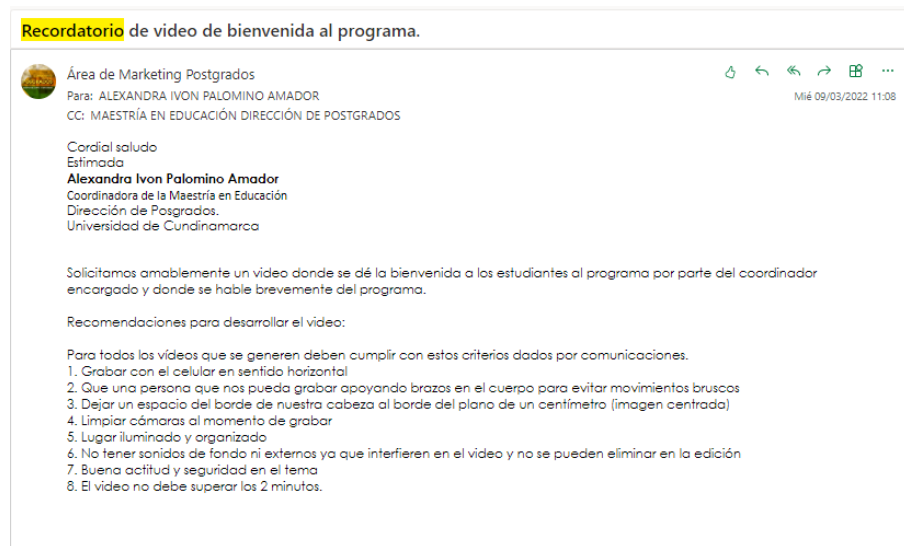 Recordatorio de video de bienvenida al programa.
Área de Marketing Postgrados
Para: ALEXANDRA IVON PALOMINO AMADOR
Mié 09/03/2022 11:08
CC: MAESTRÍA EN EDUCACIÓN DIRECCIÓN DE POSTGRADOS
Cordial saludo
Estimada
Alexandra Ivon Palomino Amador
Coordinadora de la Maestría en Educación
Dirección de Posgrados.
Universidad de Cundinamarca
Solicitamos amablemente un video donde se dé la bienvenida a los estudiantes al programa por parte del coordinador
encargado y donde se hable brevemente del programa.
Recomendaciones para desarrollar el video:
Para todos los vídeos que se generen deben cumplir con estos criterios dados por comunicaciones.
1. Grabar con el celular en sentido horizontal
2. Que una persona que nos pueda grabar apoyando brazos en el cuerpo para evitar movimientos bruscos
3. Dejar un espacio del borde de nuestra cabeza al borde del plano de un centímetro (imagen centrada)
4. Limpiar cámaras al momento de grabar
5. Lugar iluminado y organizado
6. No tener sonidos de fondo ni externos ya que interfieren en el video y no se pueden eliminar en la edición
7. Buena actitud y seguridad en el tema
8. El video no debe superar los 2 minutos.